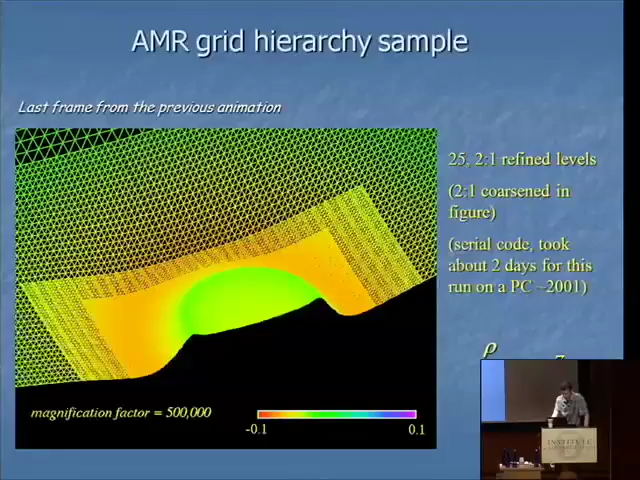 AMR grid hierarchy sample
Last frame from the previous animation
25, 2:1 refined levels
(2:1 coarsened in
figure)
(serial code, took
about 2 days for this
run on a PC ~2001)
ρ
magnification factor = 500,000
-0.1
0.1
INSTITUTE